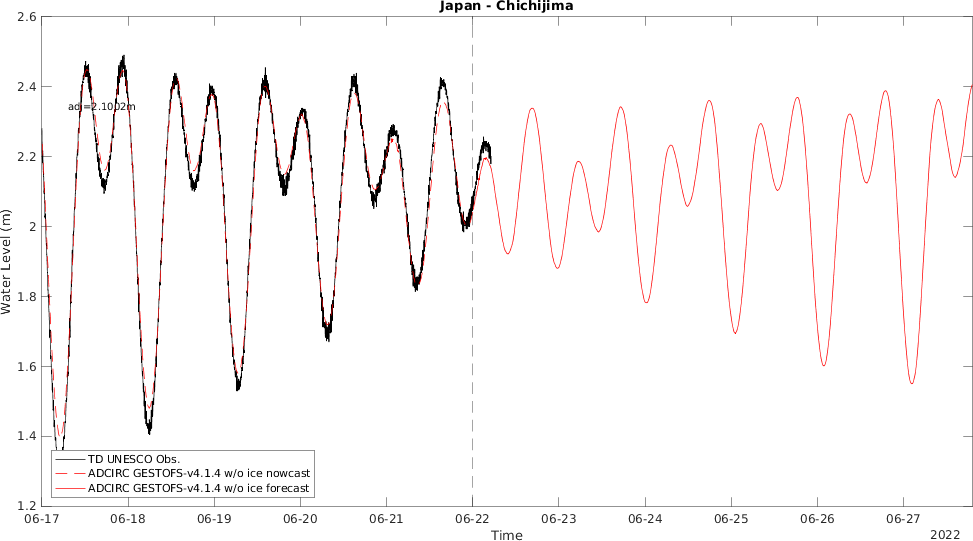 Japan - Chichijima
2.6
2.4
2.2
2
1.8
1.6
1.4
1.2
Water Level (m)
adj=2.1002m
TD UNESCO Obs.
ADCIRC GESTOFS-v4.1.4 w/o ice nowcast
ADCIRC GESTOFS-v4.1.4 w/o ice forecast
06-17 06-18 06-19 06-20 06-21 06-22 06-23 06-24 06-25 06-26 06-27
Time
2022